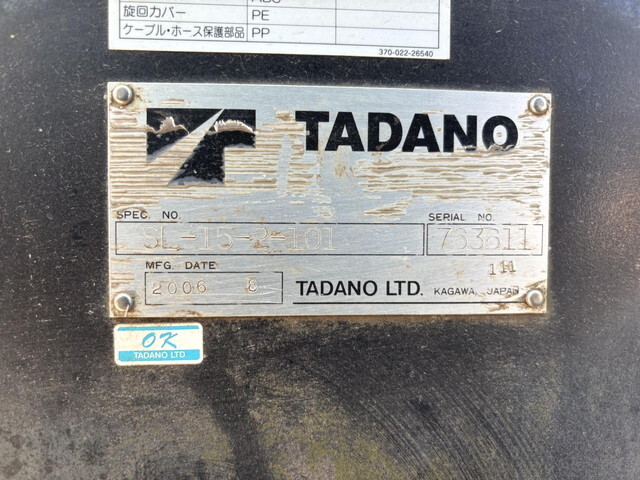 旋回カバー PE
ケーブル・ホース保護部品 PP
370-022-26540
TADANO
SPEC. NO. SERIAL NO.
SL-15-2-101
MFG. DATE
2006 8
111
TADANO LTD. KAGAWA, JAPAN
OK
TADANO LTD.